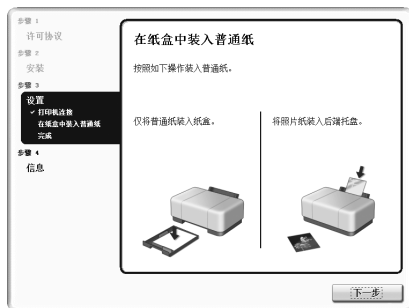 步骤 1
许可协议
步骤 2
安装
步骤 3
设置
✓ 打印机连接
在纸盒中装入普通纸
完成
步骤 4
信息
在纸盒中装入普通纸
按照如下操作装入普通纸。
仅将普通纸装入纸盒。
将照片纸装入后端托盘。
下一步